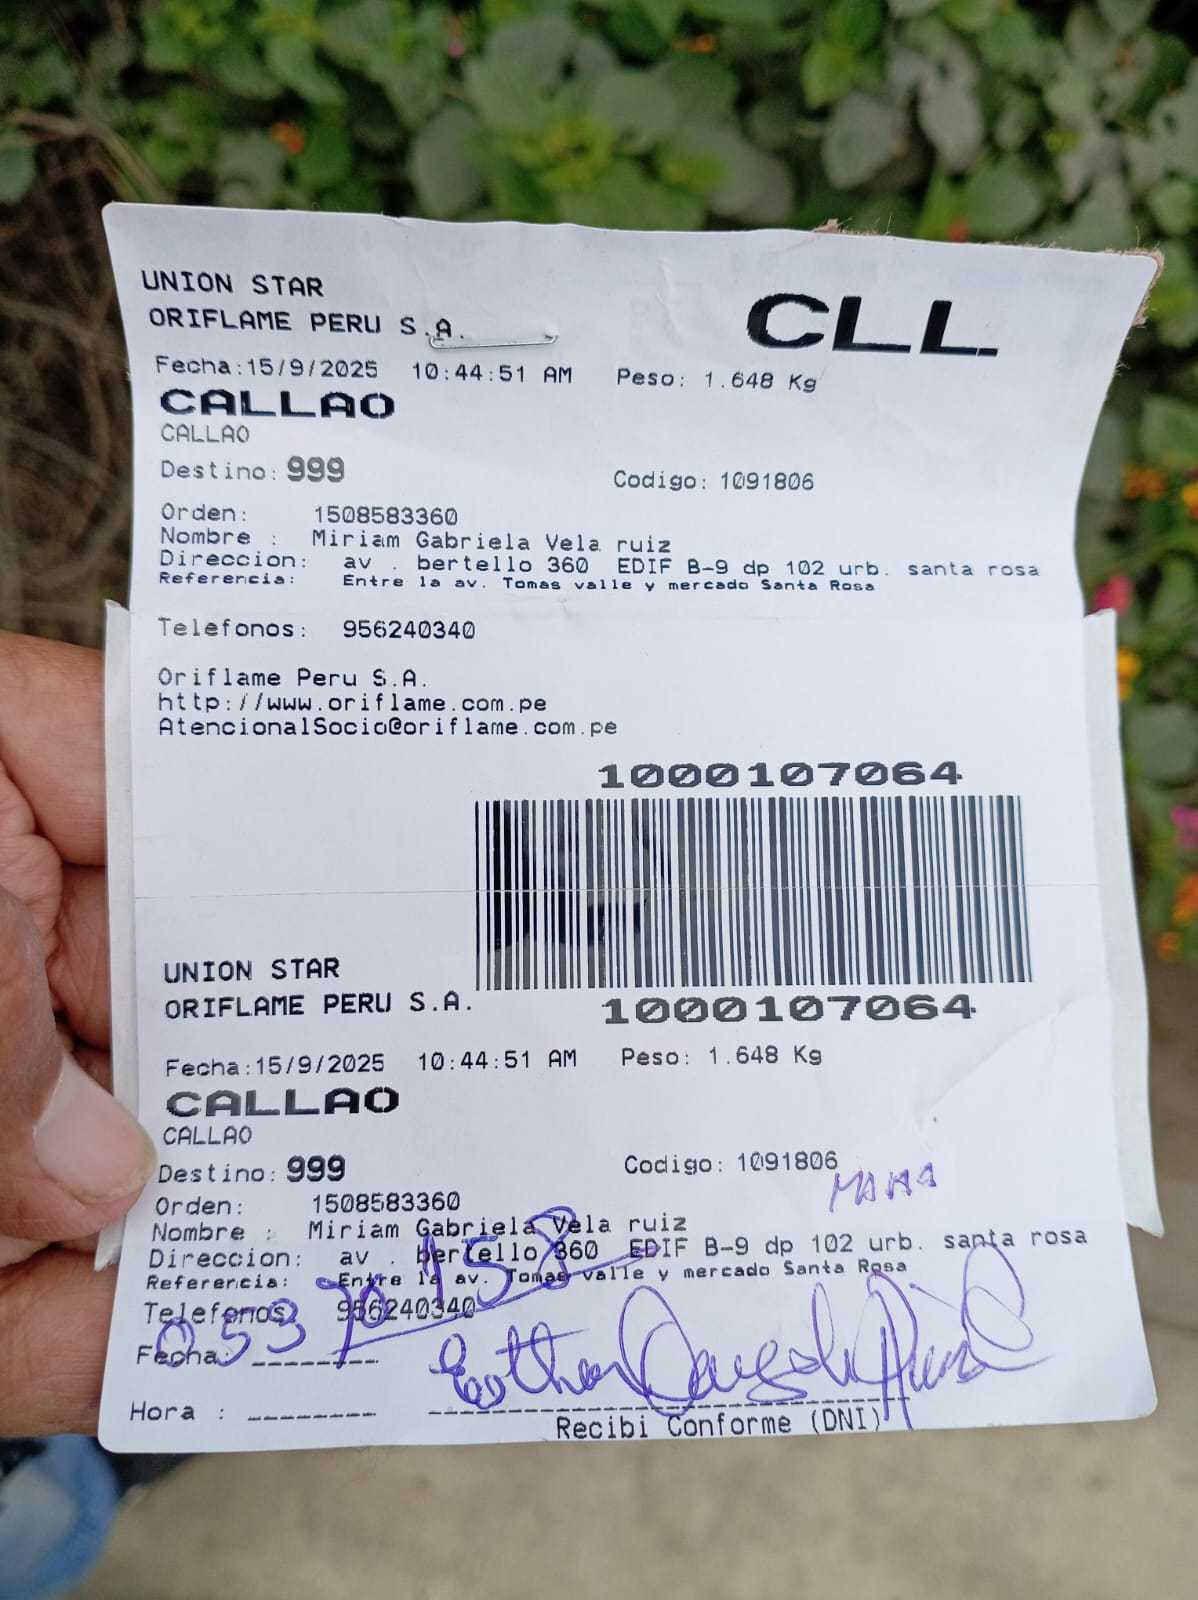 UNION STAR
ORIFLAME PERU S.A.
CLL
Fecha:15/9/2025 10:44:51 AM Peso: 1.648 Kg
CALLAO
CALLAO
Destino: 999 Codigo: 1091806
Orden: 1508583360
Nombre : Miriam Gabriela Vela ruiz
Direccion: av . bertello 360 EDIF B-9 dp 102 urb. santa rosa
Referencia: Entre la av. Tomas valle y mercado Santa Rosa
Telefonos: 956240340
Oriflame Peru S.A.
http://www.oriflame.com.pe
AtencionalSocio@oriflame.com.pe
1000107064
1000107064
UNION STAR
ORIFLAME PERU S.A.
Fecha:15/9/2025 10:44:51 AM Peso: 1.648 Kg
CALLAO
CALLAO
Destino: 999 Codigo: 1091806
Orden: 1508583360
Nombre : Miriam Gabriela Vela ruiz
Direccion: av . bertello 360 EDIF B-9 dp 102 urb. santa rosa
Referencia: Entre la av. Tomas valle y mercado Santa Rosa
Telefonos: 956240340
Fecha: --------
Hora : --------
Recibi Conforme (DNI)